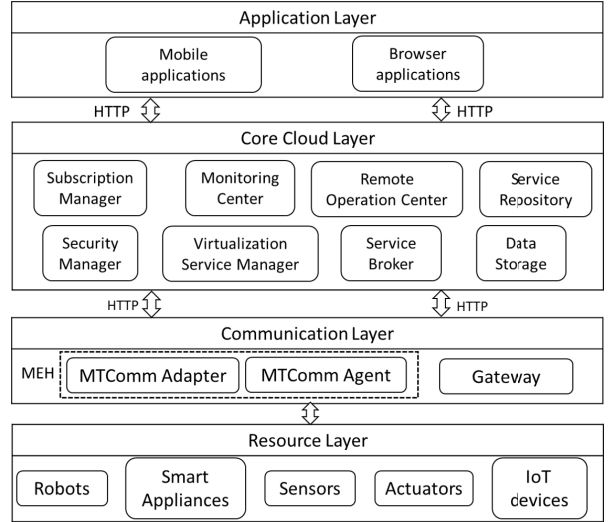 Application Layer
Mobile
applications
Browser
applications
HTTP
HTTP
Core Cloud Layer
Subscription
Manager
Monitoring
Center
Remote
Operation Center
Service
Repository
Security
Manager
Virtualization
Service Manager
Service
Broker
Data
Storage
HTTP
HTTP
Communication Layer
MEH
MTComm Adapter
MTComm Agent
Gateway
Resource Layer
Robots
Smart
Appliances
Sensors
Actuators
IoT
devices